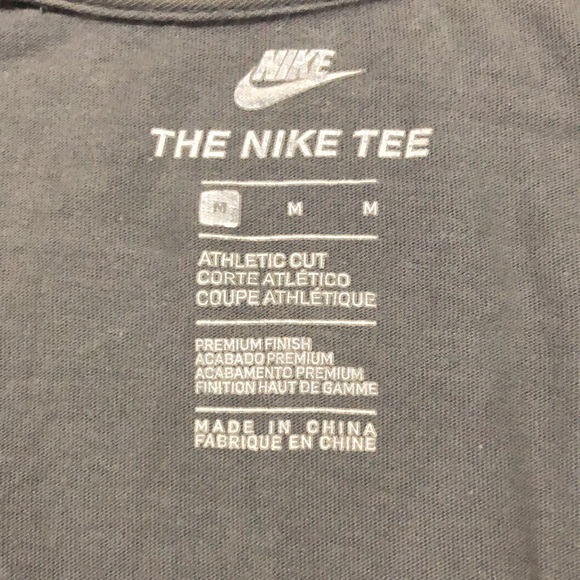 NIKE
THE NIKE TEE
M M M
ATHLETIC CUT
CORTE ATLÉTICO
COUPE ATHLÉTIQUE
PREMIUM FINISH
ACABADO PREMIUM
ACABAMENTO PREMIUM
FINITION HAUT DE GAMME
MADE IN CHINA
FABRIQUE EN CHINE